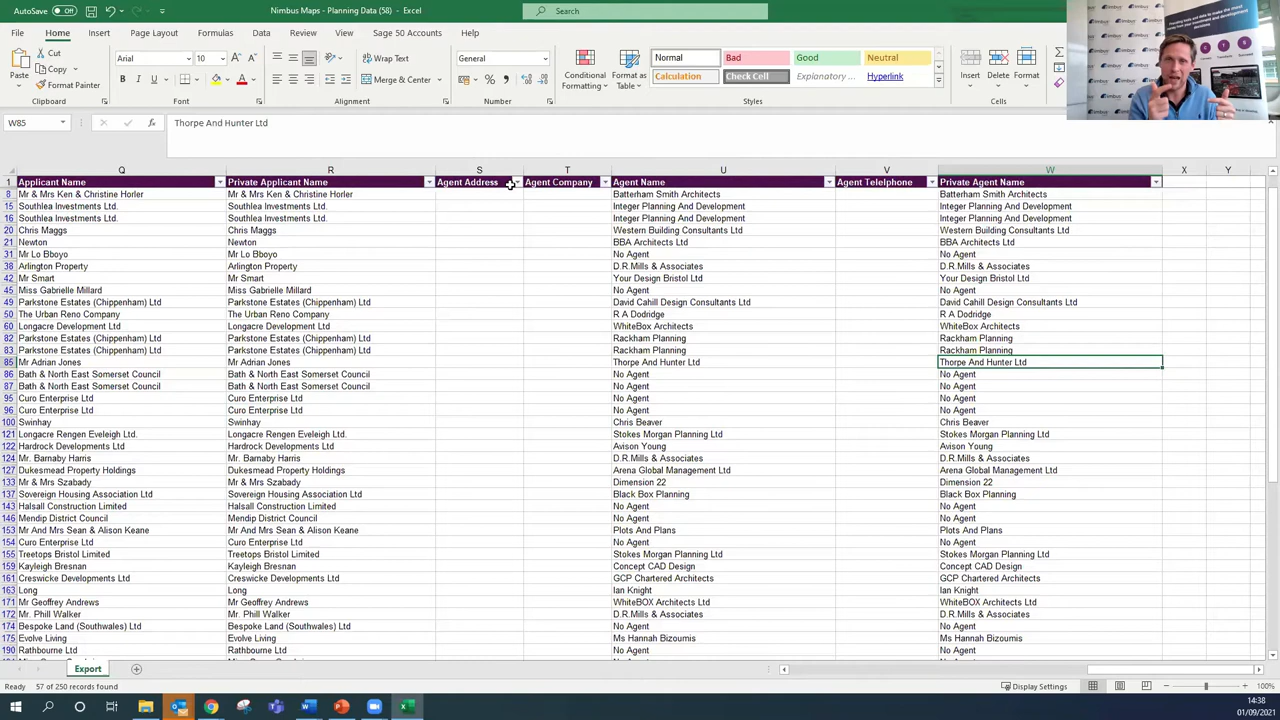 AutoSave Off Nimbus Maps - Planning Data (58) - Excel Search
File Home Insert Page Layout Formulas Data Review View Sage 50 Accounts Help
Cut Arial 10 Wrap Text General Normal Bad Good Neutral
Paste Copy Merge & Center Conditional Formatting Format as Table Calculation Check Cell Explanatory ... Hyperlink Insert Delete Format
Format Painter
Clipboard Font Alignment Number Styles Cells
W85 Thorpe And Hunter Ltd
Q R S T U V W X Y
1 Applicant Name Private Applicant Name Agent Address Agent Company Agent Name Agent Telelphone Private Agent Name
8 Mr & Mrs Ken & Christine Horler Mr & Mrs Ken & Christine Horler Batterham Smith Architects Batterham Smith Architects
15 Southlea Investments Ltd. Southlea Investments Ltd. Integer Planning And Development Integer Planning And Development
16 Southlea Investments Ltd. Southlea Investments Ltd. Integer Planning And Development Integer Planning And Development
20 Chris Maggs Chris Maggs Western Building Consultants Ltd Western Building Consultants Ltd
21 Newton Newton BBA Architects Ltd BBA Architects Ltd
31 Mr Lo Bboyo Mr Lo Bboyo No Agent No Agent
38 Arlington Property Arlington Property D.R.Mills & Associates D.R.Mills & Associates
42 Mr Smart Mr Smart Your Design Bristol Ltd Your Design Bristol Ltd
45 Miss Gabrielle Millard Miss Gabrielle Millard No Agent No Agent
49 Parkstone Estates (Chippenham) Ltd Parkstone Estates (Chippenham) Ltd David Cahill Design Consultants Ltd David Cahill Design Consultants Ltd
50 The Urban Reno Company The Urban Reno Company R A Dodridge R A Dodridge
60 Longacre Development Ltd Longacre Development Ltd WhiteBox Architects WhiteBox Architects
82 Parkstone Estates (Chippenham) Ltd Parkstone Estates (Chippenham) Ltd Rackham Planning Rackham Planning
83 Parkstone Estates (Chippenham) Ltd Parkstone Estates (Chippenham) Ltd Rackham Planning Rackham Planning
85 Mr Adrian Jones Mr Adrian Jones Thorpe And Hunter Ltd Thorpe And Hunter Ltd
86 Bath & North East Somerset Council Bath & North East Somerset Council No Agent No Agent
87 Bath & North East Somerset Council Bath & North East Somerset Council No Agent No Agent
95 Curo Enterprise Ltd Curo Enterprise Ltd No Agent No Agent
96 Curo Enterprise Ltd Curo Enterprise Ltd No Agent No Agent
100 Swinhay Swinhay Chris Beaver Chris Beaver
121 Longacre Rengen Eveleigh Ltd. Longacre Rengen Eveleigh Ltd. Stokes Morgan Planning Ltd Stokes Morgan Planning Ltd
122 Hardrock Developments Ltd Hardrock Developments Ltd Avison Young Avison Young
124 Mr. Barnaby Harris Mr. Barnaby Harris D.R.Mills & Associates D.R.Mills & Associates
127 Dukesmead Property Holdings Dukesmead Property Holdings Arena Global Management Ltd Arena Global Management Ltd
133 Mr & Mrs Szabady Mr & Mrs Szabady Dimension 22 Dimension 22
137 Sovereign Housing Association Ltd Sovereign Housing Association Ltd Black Box Planning Black Box Planning
145 Halsall Construction Limited Halsall Construction Limited No Agent No Agent
146 Mendip District Council Mendip District Council No Agent No Agent
153 Mr And Mrs Sean & Alison Keane Mr And Mrs Sean & Alison Keane Plots And Plans Plots And Plans
154 Curo Enterprise Ltd Curo Enterprise Ltd No Agent No Agent
155 Treetops Bristol Limited Treetops Bristol Limited Stokes Morgan Planning Ltd Stokes Morgan Planning Ltd
159 Kayleigh Bresnan Kayleigh Bresnan Concept CAD Design Concept CAD Design
161 Creswicke Developments Ltd Creswicke Developments Ltd GCP Chartered Architects GCP Chartered Architects
163 Long Long Ian Knight Ian Knight
171 Mr Geoffrey Andrews Mr Geoffrey Andrews WhiteBOX Architects Ltd WhiteBOX Architects Ltd
172 Mr. Phill Walker Mr. Phill Walker D.R.Mills & Associates D.R.Mills & Associates
174 Bespoke Land (Southwales) Ltd Bespoke Land (Southwales) Ltd No Agent No Agent
175 Evolve Living Evolve Living Ms Hannah Bizoumis Ms Hannah Bizoumis
190 Rathbourne Ltd Rathbourne Ltd No Agent No Agent
Export
Ready 57 of 250 records found Display Settings 100%
14:38
01/09/2021